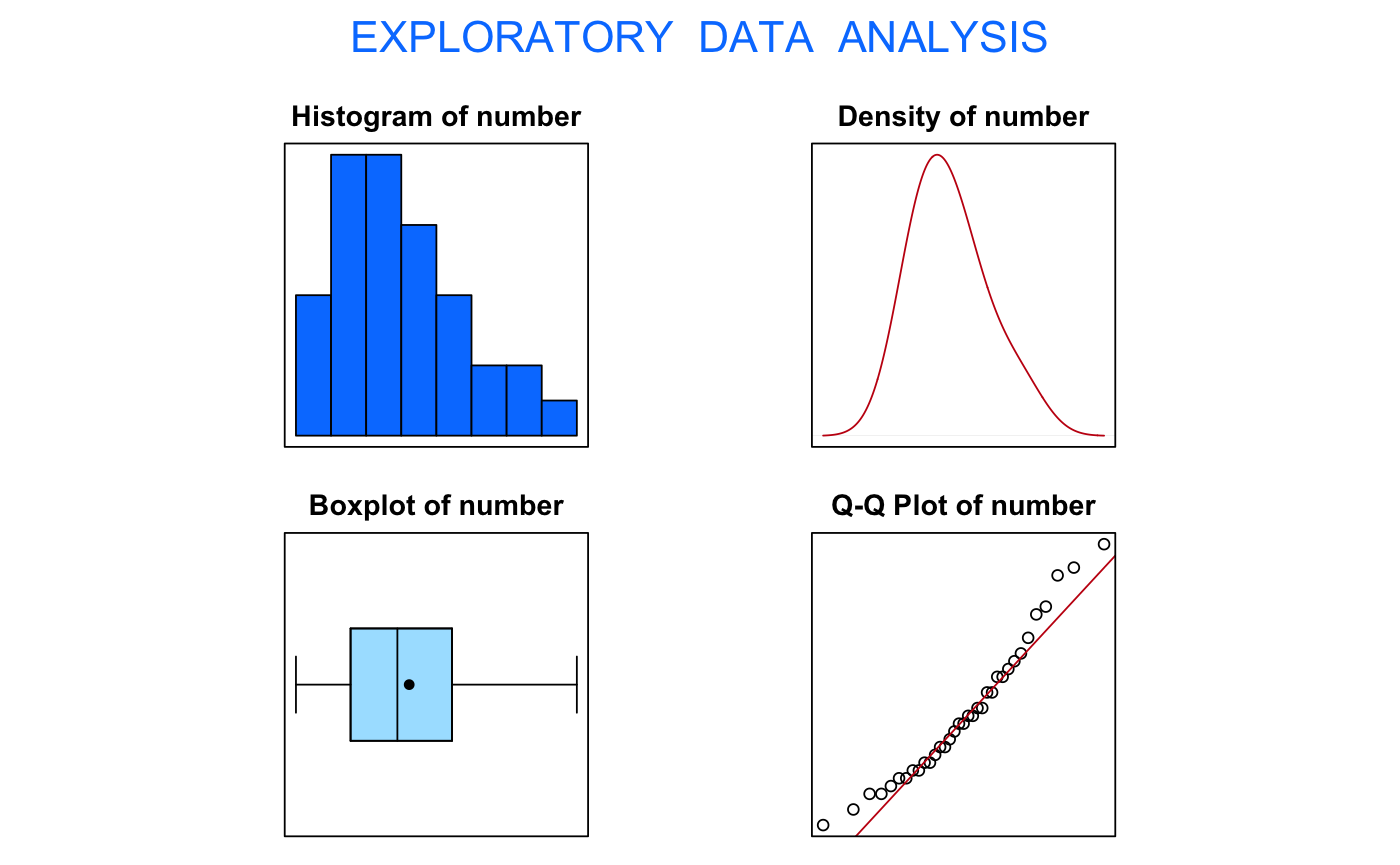 EXPLORATORY DATA ANALYSIS
Histogram of number
Density of number
Boxplot of number
Q-Q Plot of number